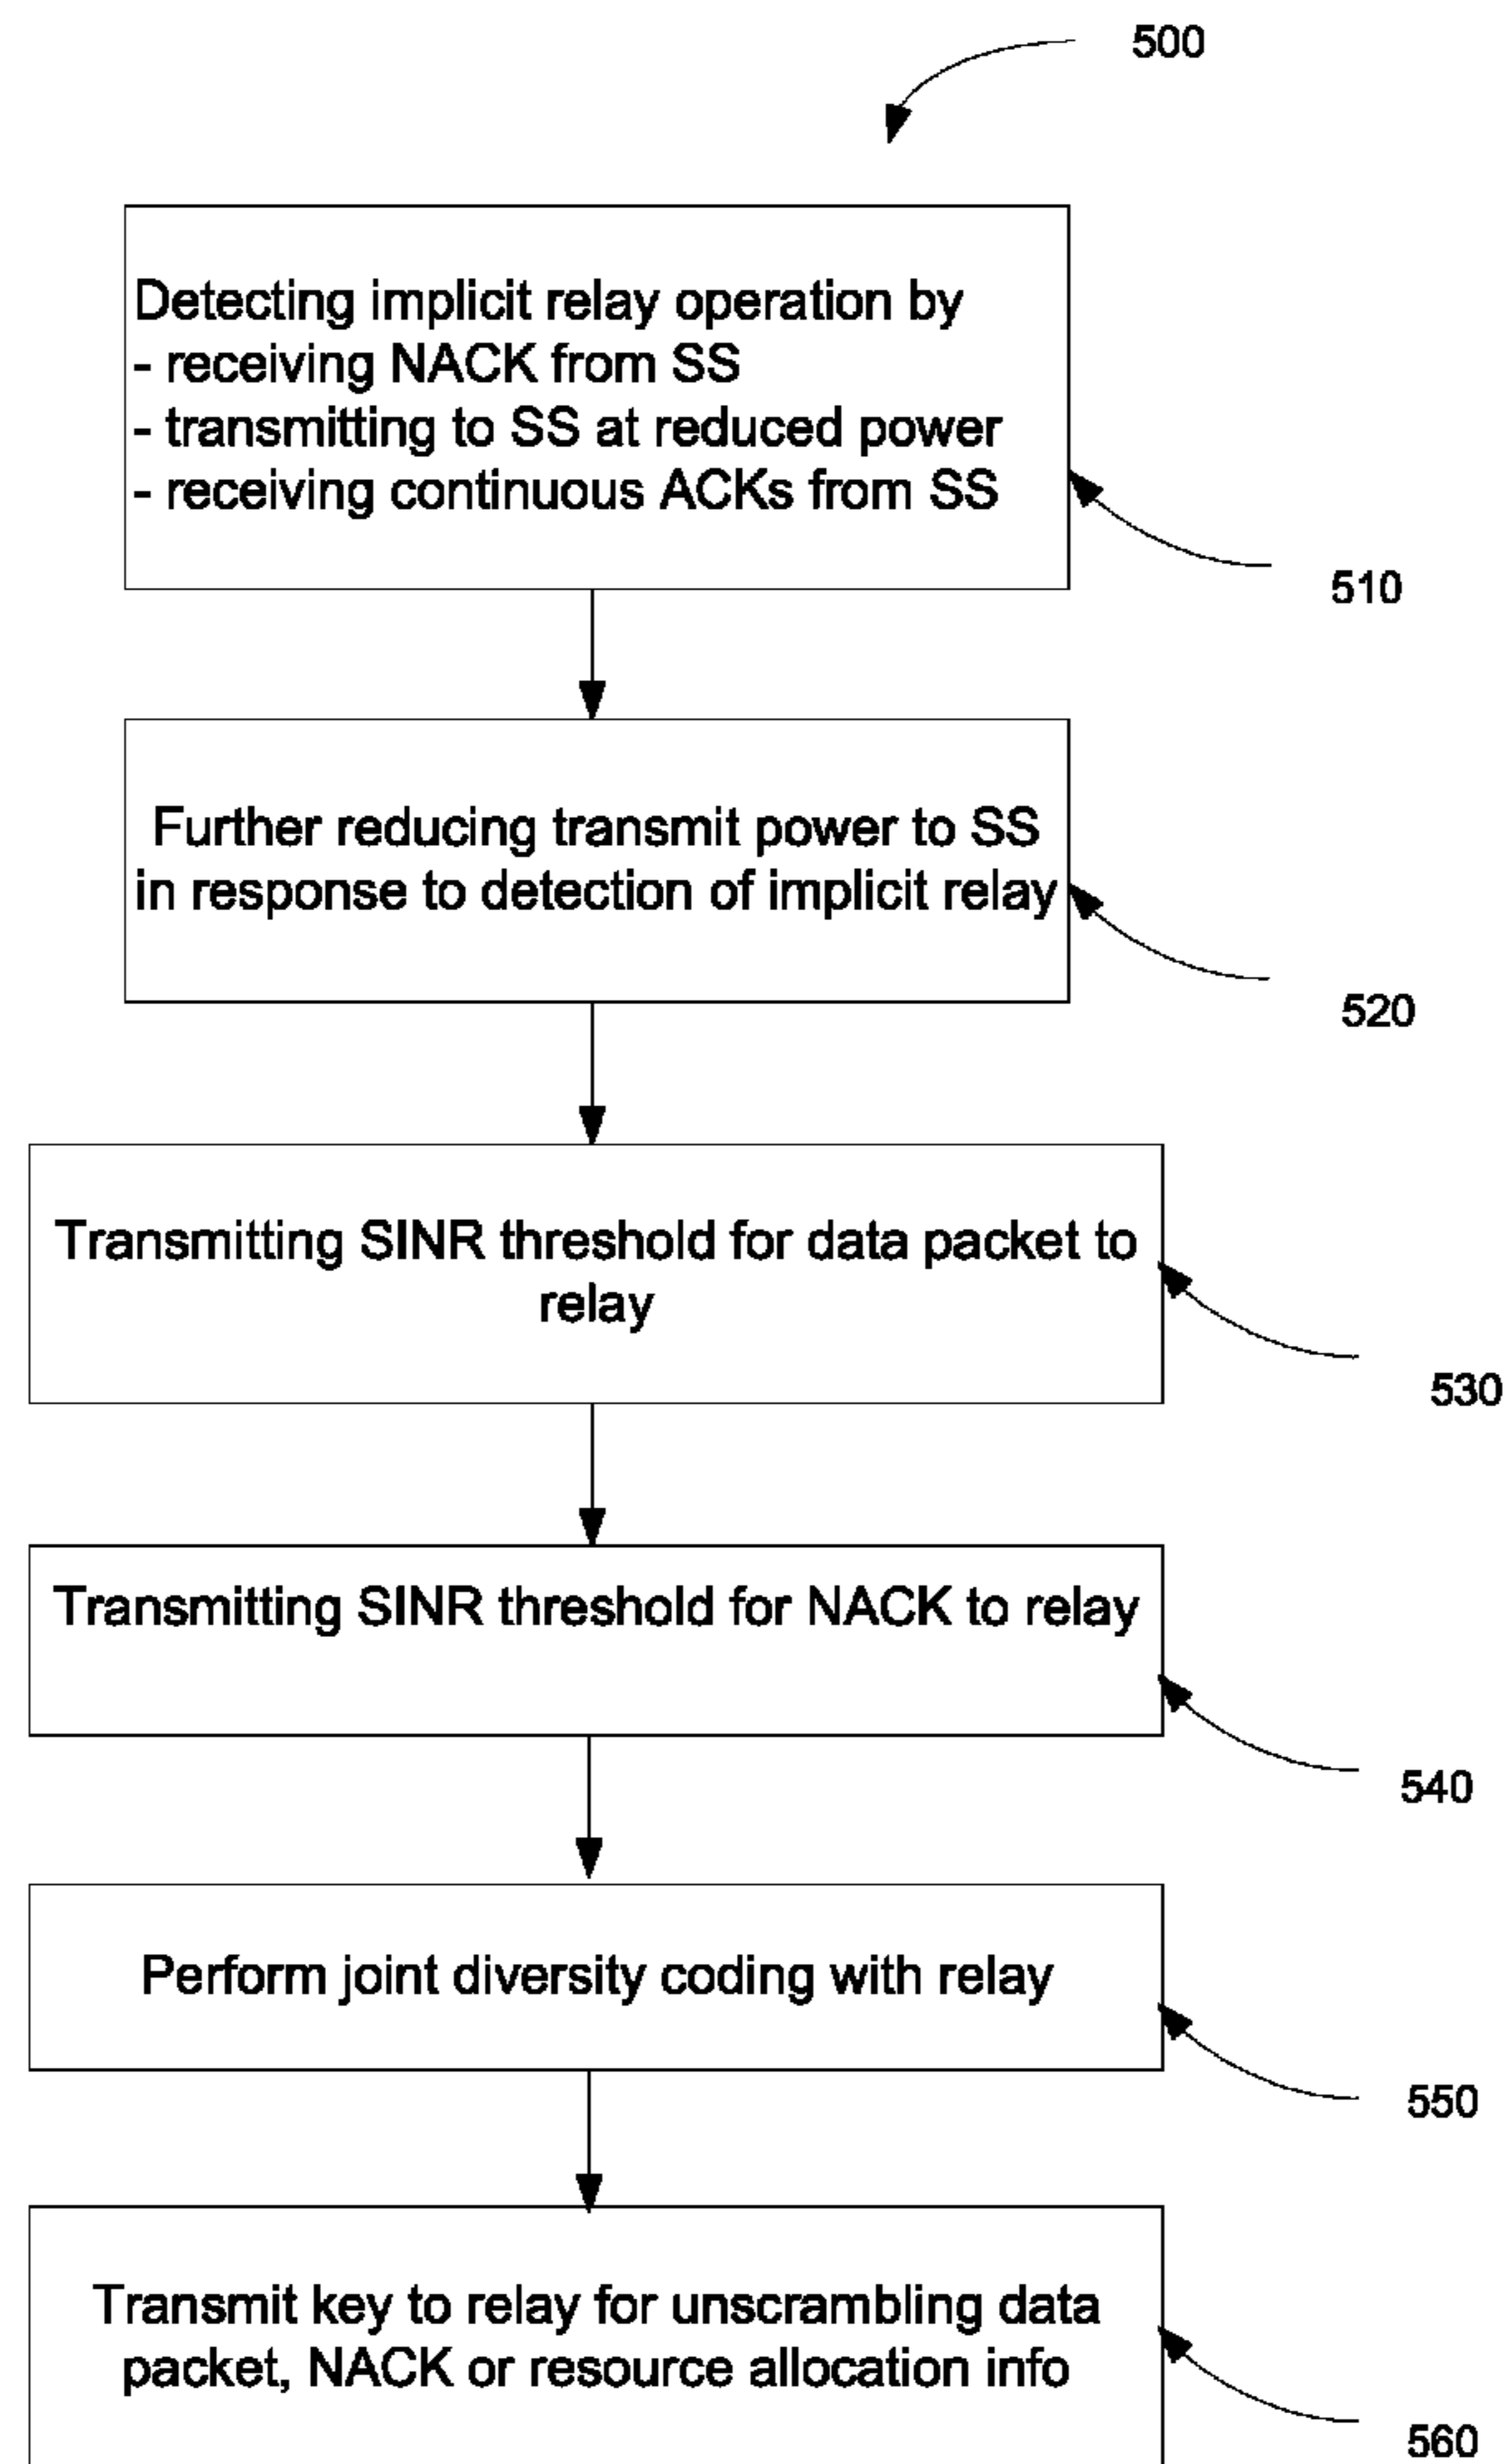 500
Detecting implicit relay operation by
- receiving NACK from SS
- transmitting to SS at reduced power
- receiving continuous ACKs from SS
510
Further reducing transmit power to SS
in response to detection of implicit relay
520
Transmitting SINR threshold for data packet to
relay
530
Transmitting SINR threshold for NACK to relay
540
Perform joint diversity coding with relay
550
Transmit key to relay for unscrambling data
packet, NACK or resource allocation info
560